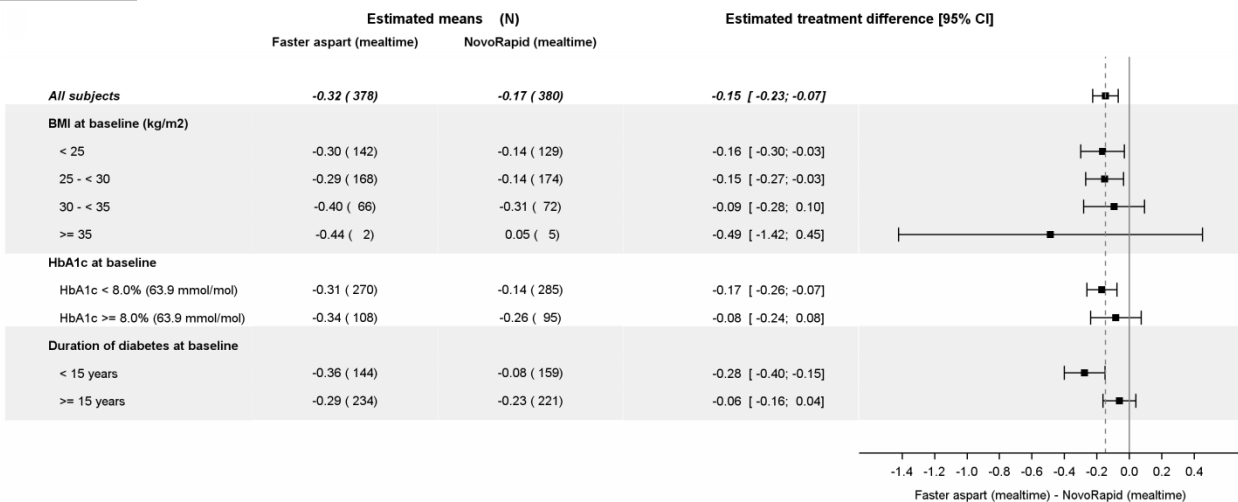 Estimated means (N) Estimated treatment difference [95% CI]
Faster aspart (mealtime) NovoRapid (mealtime)
All subjects -0.32 ( 378) -0.17 ( 380) -0.15 [ -0.23; -0.07]
BMI at baseline (kg/m2)
< 25 -0.30 ( 142) -0.14 ( 129) -0.16 [ -0.30; -0.03]
25 - < 30 -0.29 ( 168) -0.14 ( 174) -0.15 [ -0.27; -0.03]
30 - < 35 -0.40 ( 66) -0.31 ( 72) -0.09 [ -0.28; 0.10]
>= 35 -0.44 ( 2) 0.05 ( 5) -0.49 [ -1.42; 0.45]
HbA1c at baseline
HbA1c < 8.0% (63.9 mmol/mol) -0.31 ( 270) -0.14 ( 285) -0.17 [ -0.26; -0.07]
HbA1c >= 8.0% (63.9 mmol/mol) -0.34 ( 108) -0.26 ( 95) -0.08 [ -0.24; 0.08]
Duration of diabetes at baseline
< 15 years -0.36 ( 144) -0.08 ( 159) -0.28 [ -0.40; -0.15]
>= 15 years -0.29 ( 234) -0.23 ( 221) -0.06 [ -0.16; 0.04]
-1.4 -1.2 -1.0 -0.8 -0.6 -0.4 -0.2 0.0 0.2 0.4
Faster aspart (mealtime) - NovoRapid (mealtime)